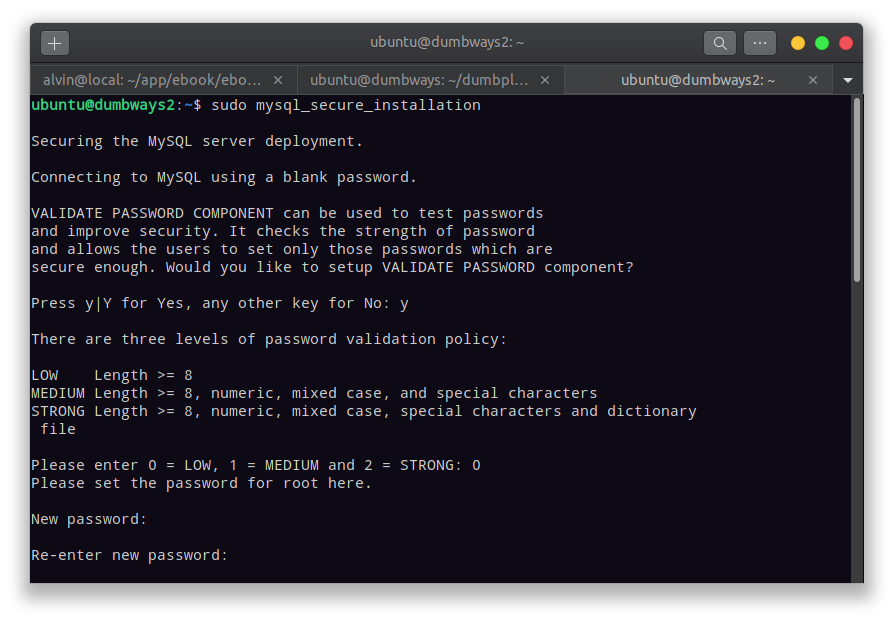 ubuntu@dumbways2: ~
alvin@local: ~/app/ebook/ebo...
ubuntu@dumbways: ~/dumbpl...
ubuntu@dumbways2: ~
ubuntu@dumbways2:~$ sudo mysql_secure_installation
Securing the MySQL server deployment.
Connecting to MySQL using a blank password.
VALIDATE PASSWORD COMPONENT can be used to test passwords
and improve security. It checks the strength of password
and allows the users to set only those passwords which are
secure enough. Would you like to setup VALIDATE PASSWORD component?
Press y|Y for Yes, any other key for No: y
There are three levels of password validation policy:
LOW    Length >= 8
MEDIUM Length >= 8, numeric, mixed case, and special characters
STRONG Length >= 8, numeric, mixed case, special characters and dictionary
 file
Please enter 0 = LOW, 1 = MEDIUM and 2 = STRONG: 0
Please set the password for root here.
New password:
Re-enter new password: